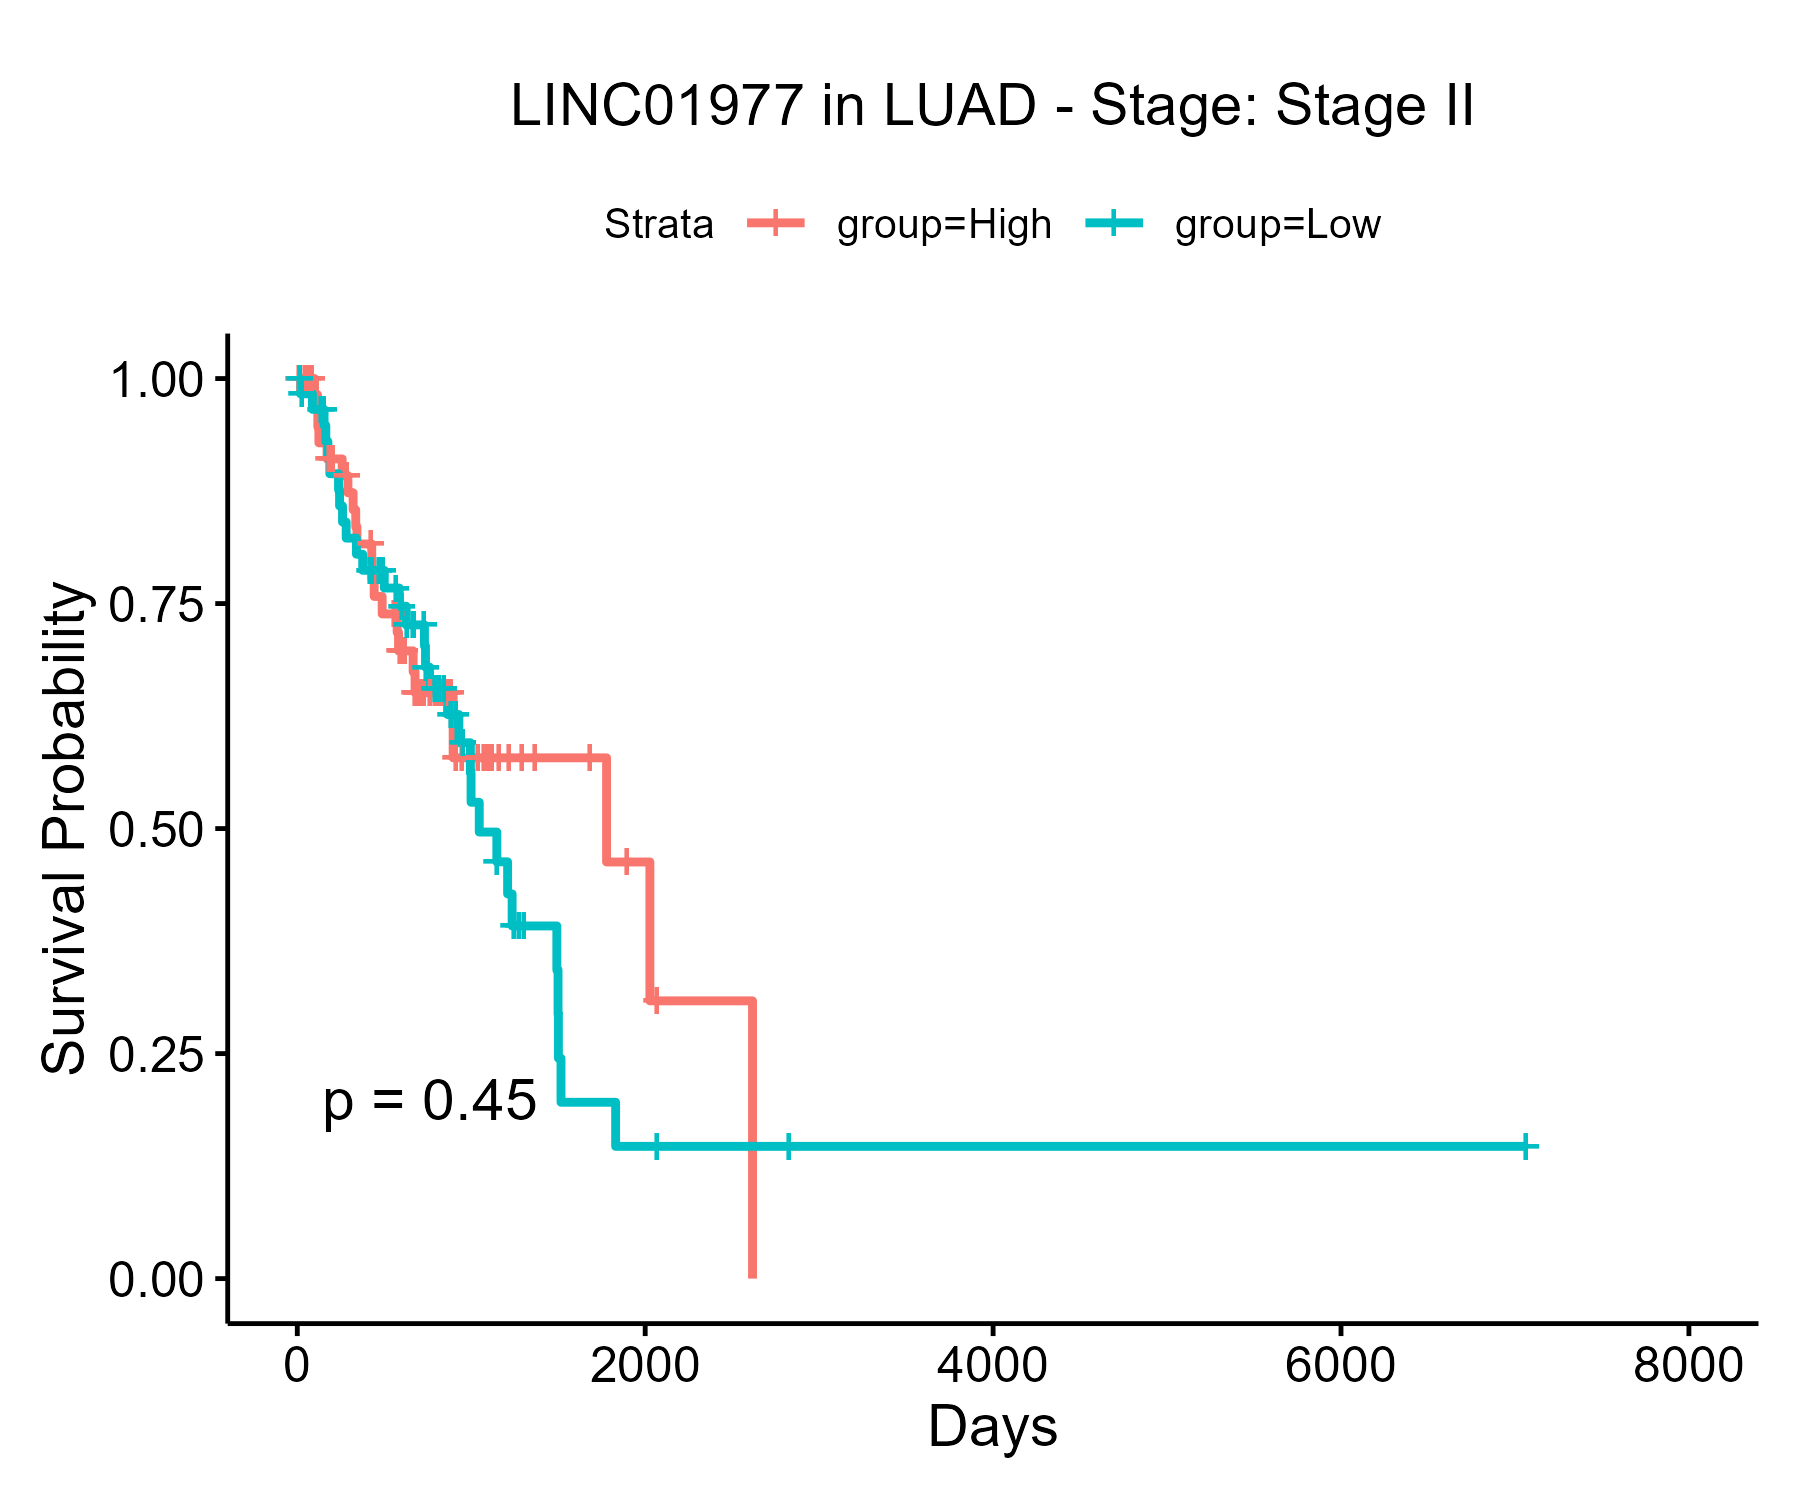 LINC01977 in LUAD - Stage: Stage II
Strata group=High group=Low
1.00
0.75
0.50
0.25
0.00
Survival Probability
p = 0.45
0 2000 4000 6000 8000
Days